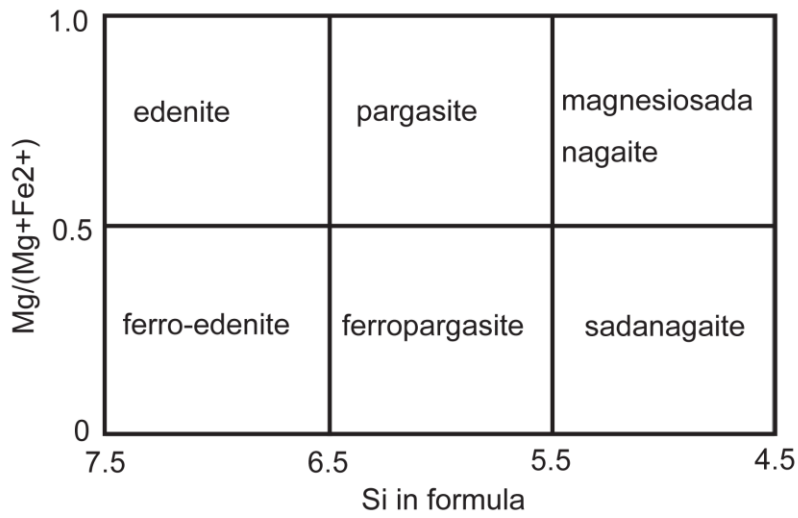 1.0
edenite
pargasite
magnesiosada
nagaite
Mg/(Mg+Fe2+)
0.5
ferro-edenite
ferropargasite
sadanagaite
0
7.5
6.5
5.5
4.5
Si in formula